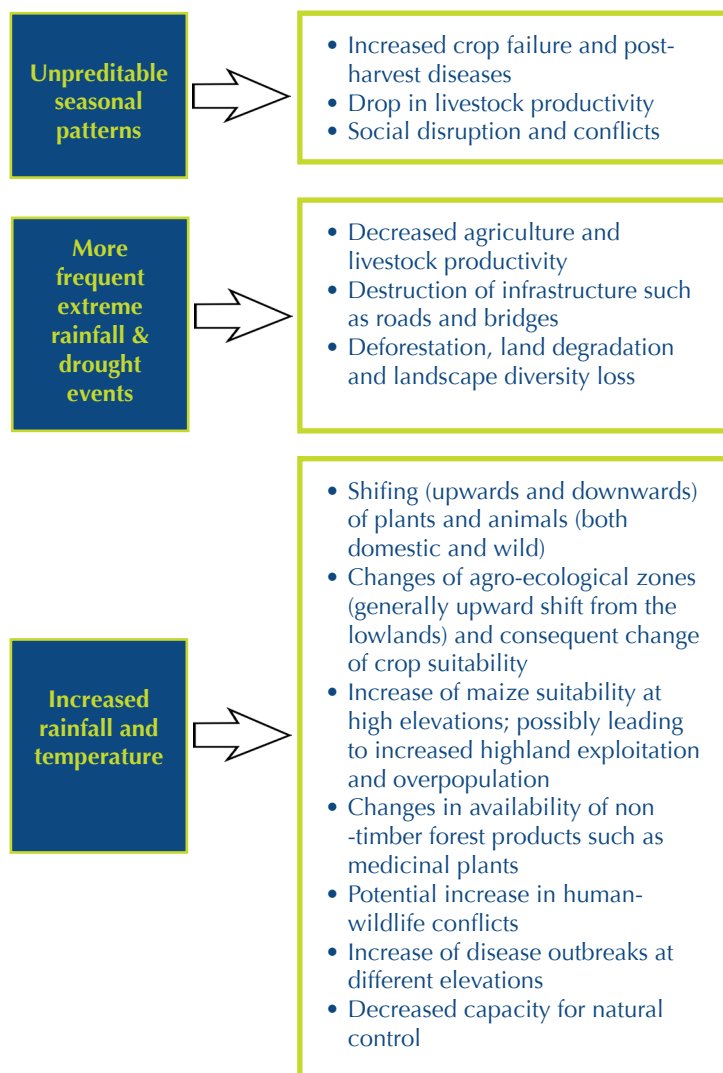 Unpreditable
seasonal
patterns
• Increased crop failure and post-
harvest diseases
• Drop in livestock productivity
• Social disruption and conflicts
More
frequent
extreme
rainfall &
drought
events
• Decreased agriculture and
livestock productivity
• Destruction of infrastructure such
as roads and bridges
• Deforestation, land degradation
and landscape diversity loss
Increased
rainfall and
temperature
• Shifing (upwards and downwards)
of plants and animals (both
domestic and wild)
• Changes of agro-ecological zones
(generally upward shift from the
lowlands) and consequent change
of crop suitability
• Increase of maize suitability at
high elevations; possibly leading
to increased highland exploitation
and overpopulation
• Changes in availability of non
-timber forest products such as
medicinal plants
• Potential increase in human-
wildlife conflicts
• Increase of disease outbreaks at
different elevations
• Decreased capacity for natural
control